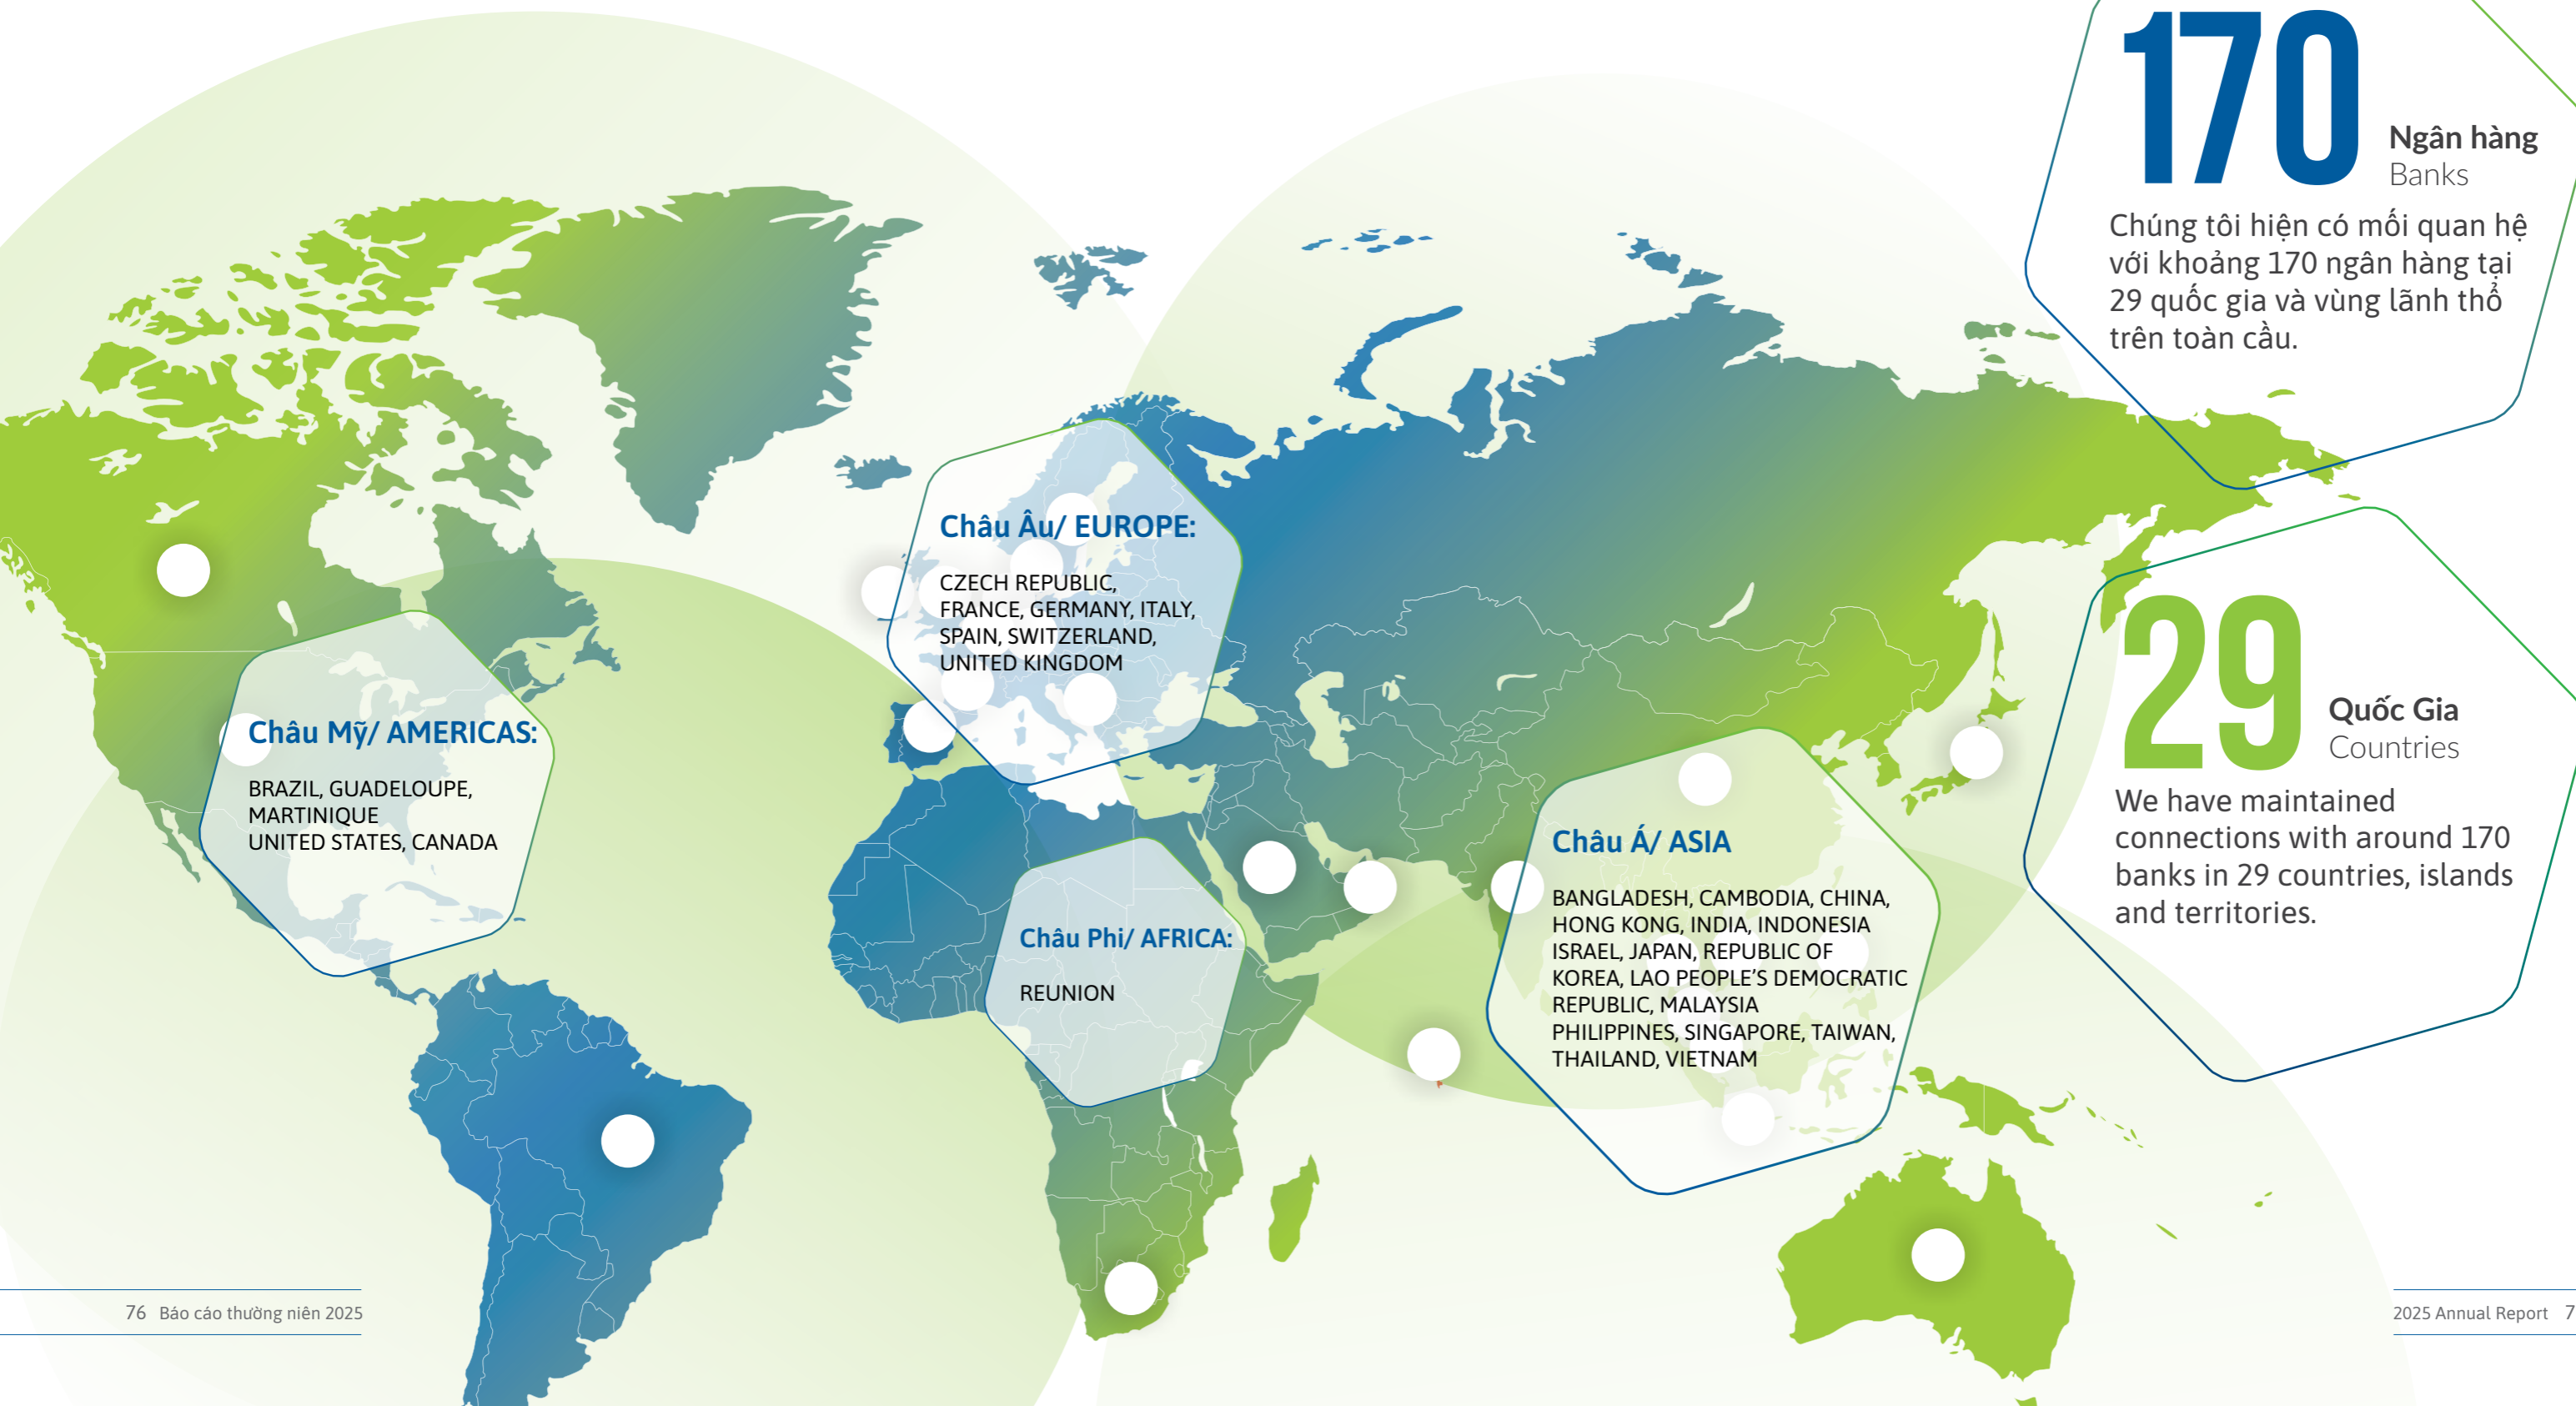 170
Ngân hàng
Banks
Chúng tôi hiện có mối quan hệ
với khoảng 170 ngân hàng tại
29 quốc gia và vùng lãnh thổ
trên toàn cầu.
Châu Âu/ EUROPE:
CZECH REPUBLIC,
FRANCE, GERMANY, ITALY,
SPAIN, SWITZERLAND,
UNITED KINGDOM
29
Quốc Gia
Countries
We have maintained
connections with around 170
banks in 29 countries, islands
and territories.
Châu Mỹ/ AMERICAS:
BRAZIL, GUADELOUPE,
MARTINIQUE
UNITED STATES, CANADA
Châu Á/ ASIA
BANGLADESH, CAMBODIA, CHINA,
HONG KONG, INDIA, INDONESIA
ISRAEL, JAPAN, REPUBLIC OF
KOREA, LAO PEOPLE'S DEMOCRATIC
REPUBLIC, MALAYSIA
PHILIPPINES, SINGAPORE, TAIWAN,
THAILAND, VIETNAM
Châu Phi/ AFRICA:
REUNION
76 Báo cáo thường niên 2025
2025 Annual Report 7